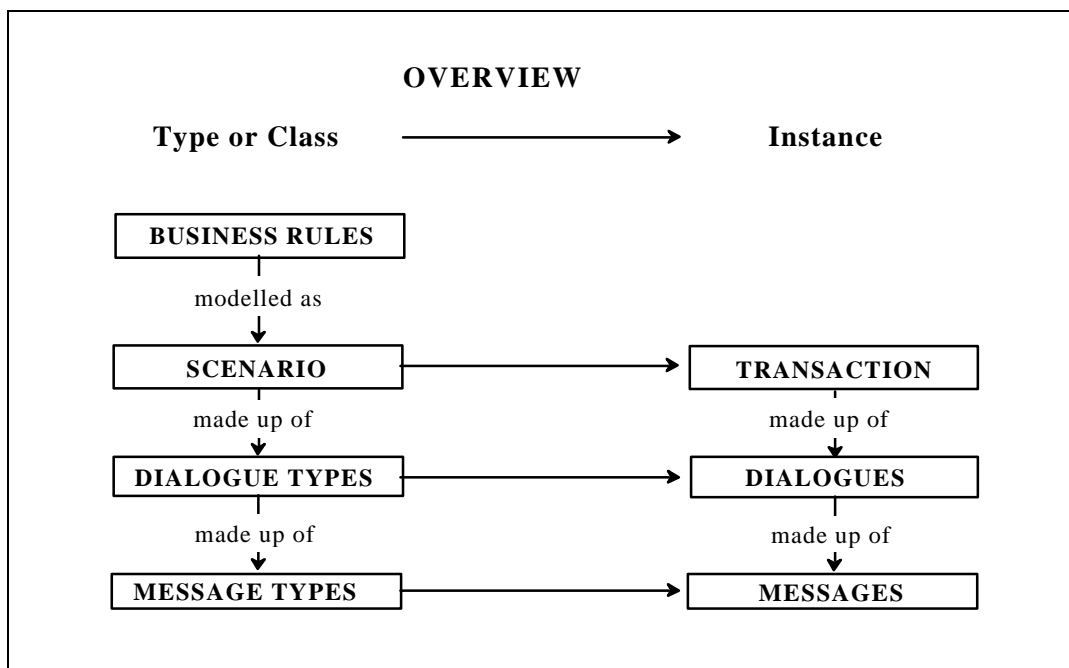 OVERVIEW
Type or Class
Instance
BUSINESS RULES
modelled as
SCENARIO
TRANSACTION
made up of
made up of
DIALOGUE TYPES
DIALOGUES
made up of
made up of
MESSAGE TYPES
MESSAGES